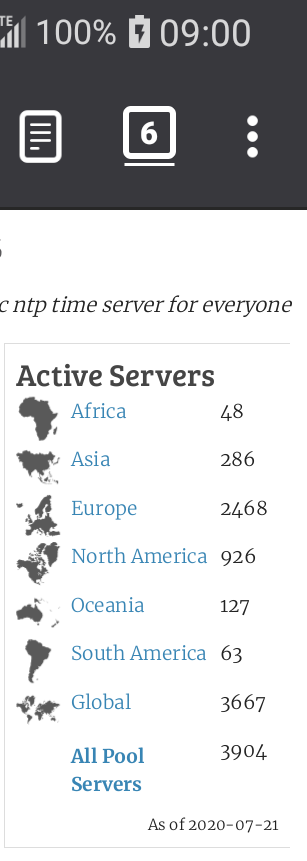 LTE 100% 09:00
6
c ntp time server for everyone
Active Servers
Africa 48
Asia 286
Europe 2468
North America 926
Oceania 127
South America 63
Global 3667
All Pool 3904
Servers
As of 2020-07-21